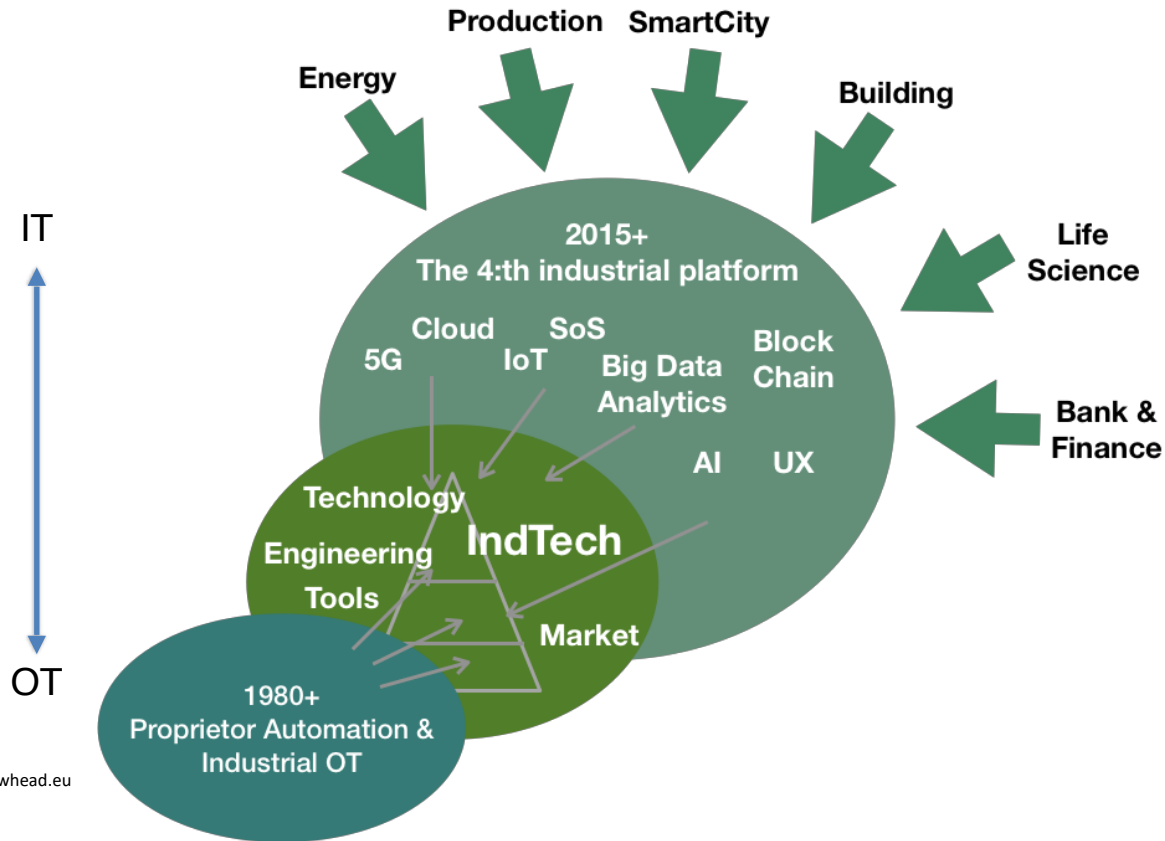 Production
SmartCity
Energy
Building
IT
2015+
The 4:th industrial platform
Life
Science
Cloud
SoS
5G
IoT
Block
Chain
Big Data
Analytics
Bank &
Finance
AI
UX
Technology
IndTech
Engineering
Tools
Market
OT
1980+
Proprietor Automation &
Industrial OT
whead.eu